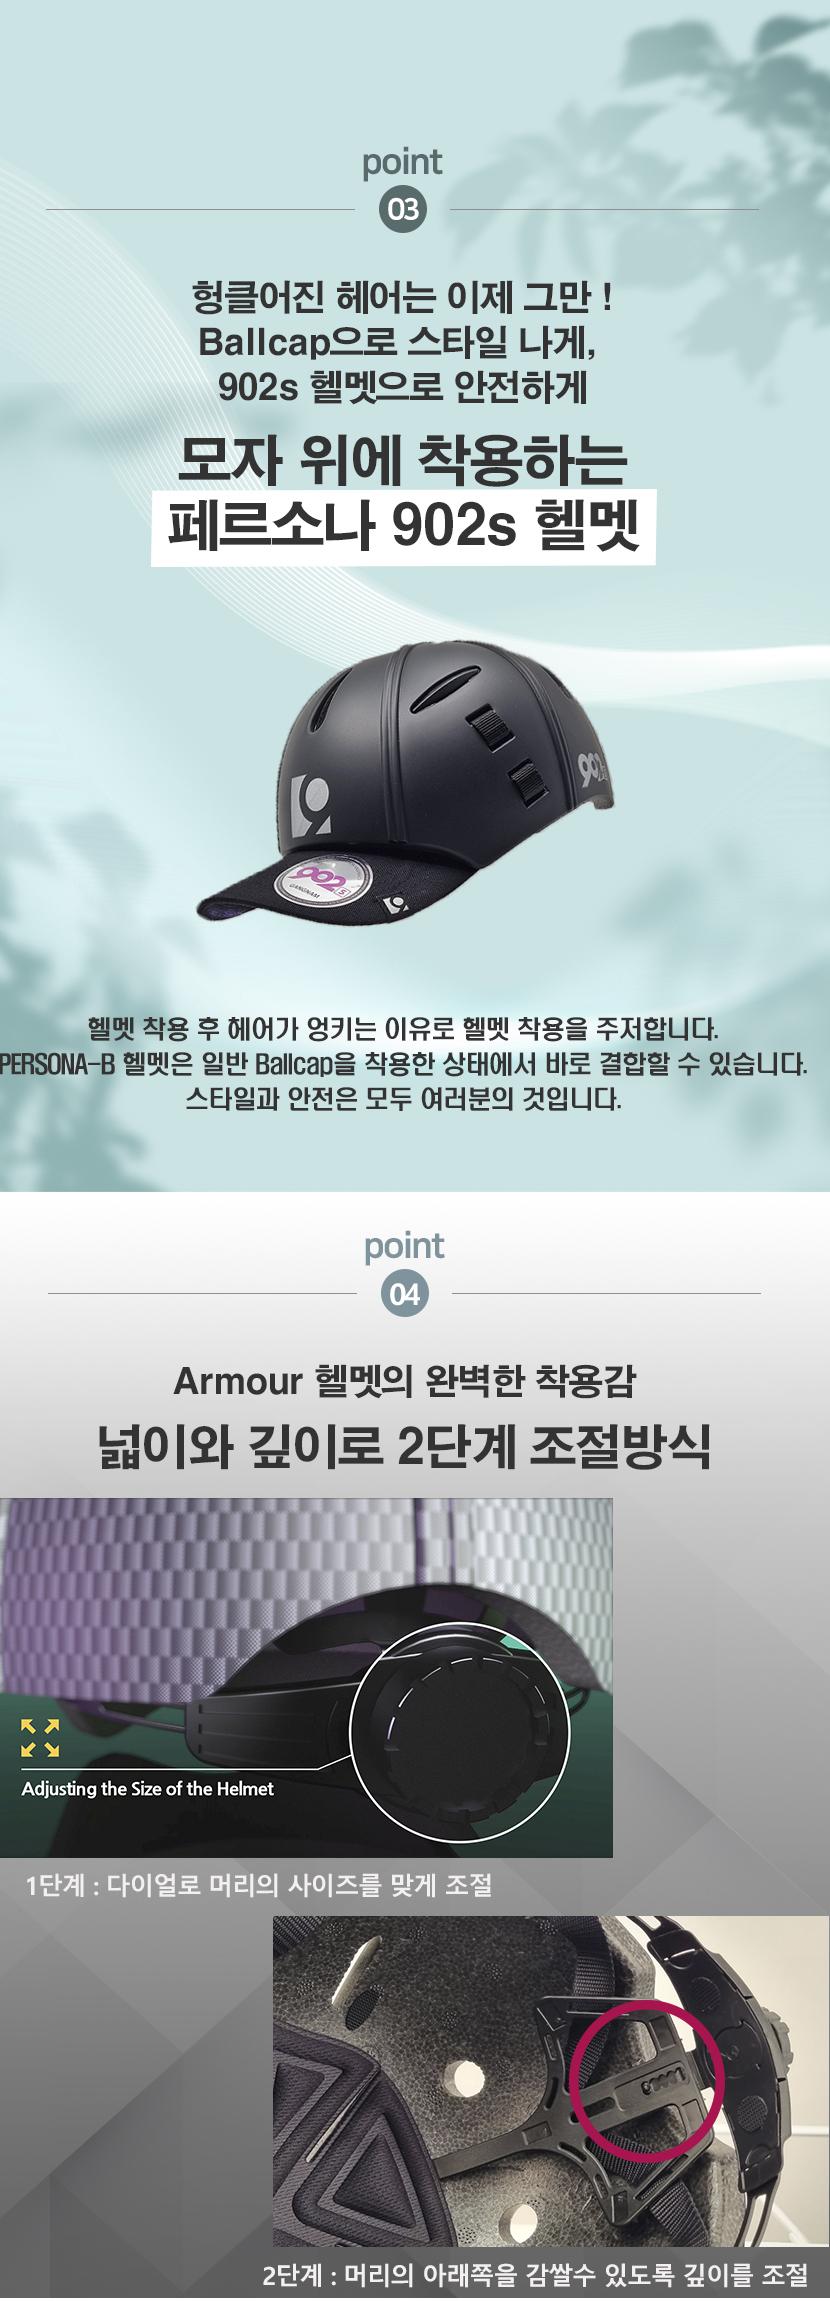 point
03
헝클어진 헤어는 이제 그만 !
Ballcap으로 스타일 나게,
902s 헬멧으로 안전하게
모자 위에 착용하는
페르소나 902s 헬멧
902
902 S
GANGNAM
헬멧 착용 후 헤어가 엉키는 이유로 헬멧 착용을 주저합니다.
PERSONA-B 헬멧은 일반 Ballcap을 착용한 상태에서 바로 결합할 수 있습니다.
스타일과 안전은 모두 여러분의 것입니다.
point
04
Armour 헬멧의 완벽한 착용감
넓이와 깊이로 2단계 조절방식
Adjusting the Size of the Helmet
1단계 : 다이얼로 머리의 사이즈를 맞게 조절
2단계 : 머리의 아래쪽을 감쌀수 있도록 깊이를 조절